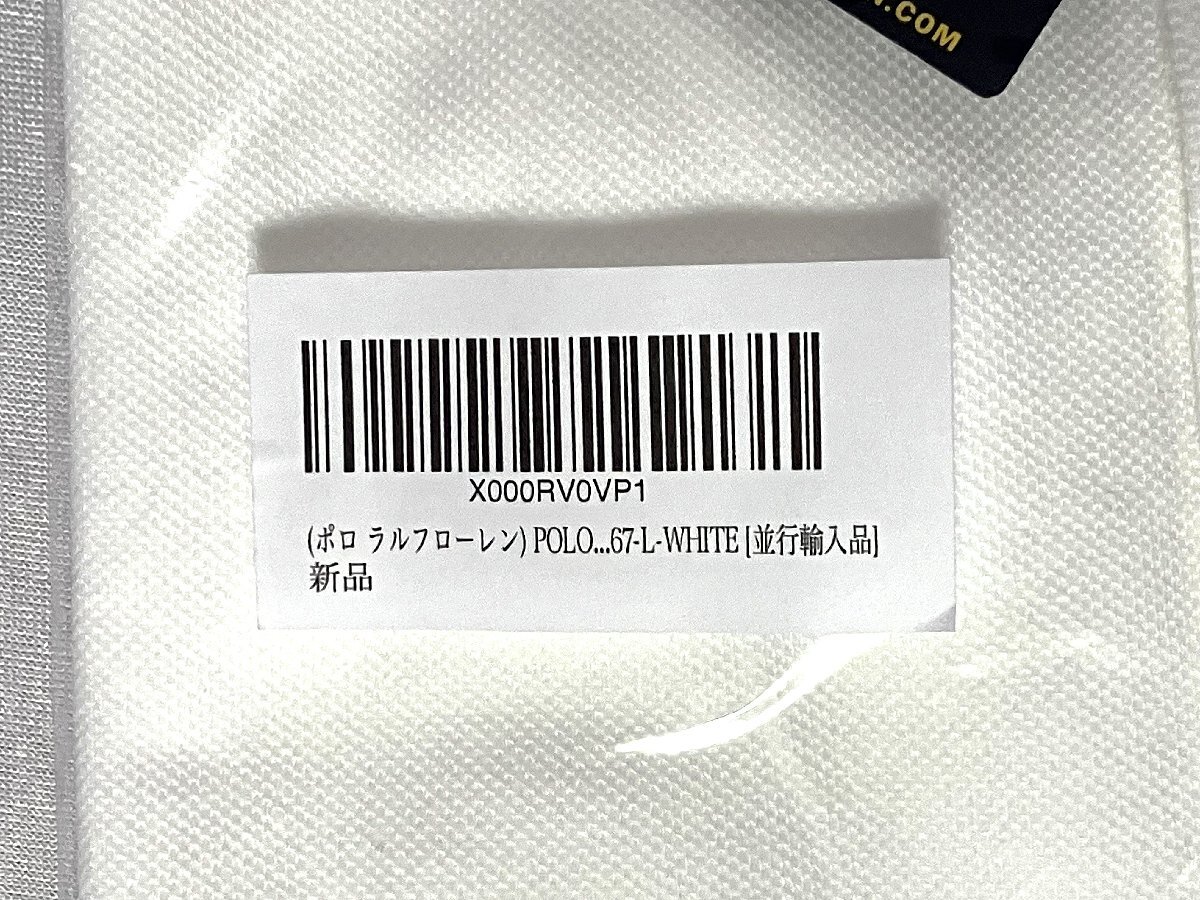 .COM
X000RV0VP1
(ポロ ラルフローレン) POLO...67-L-WHITE [並行輸入品]
新品